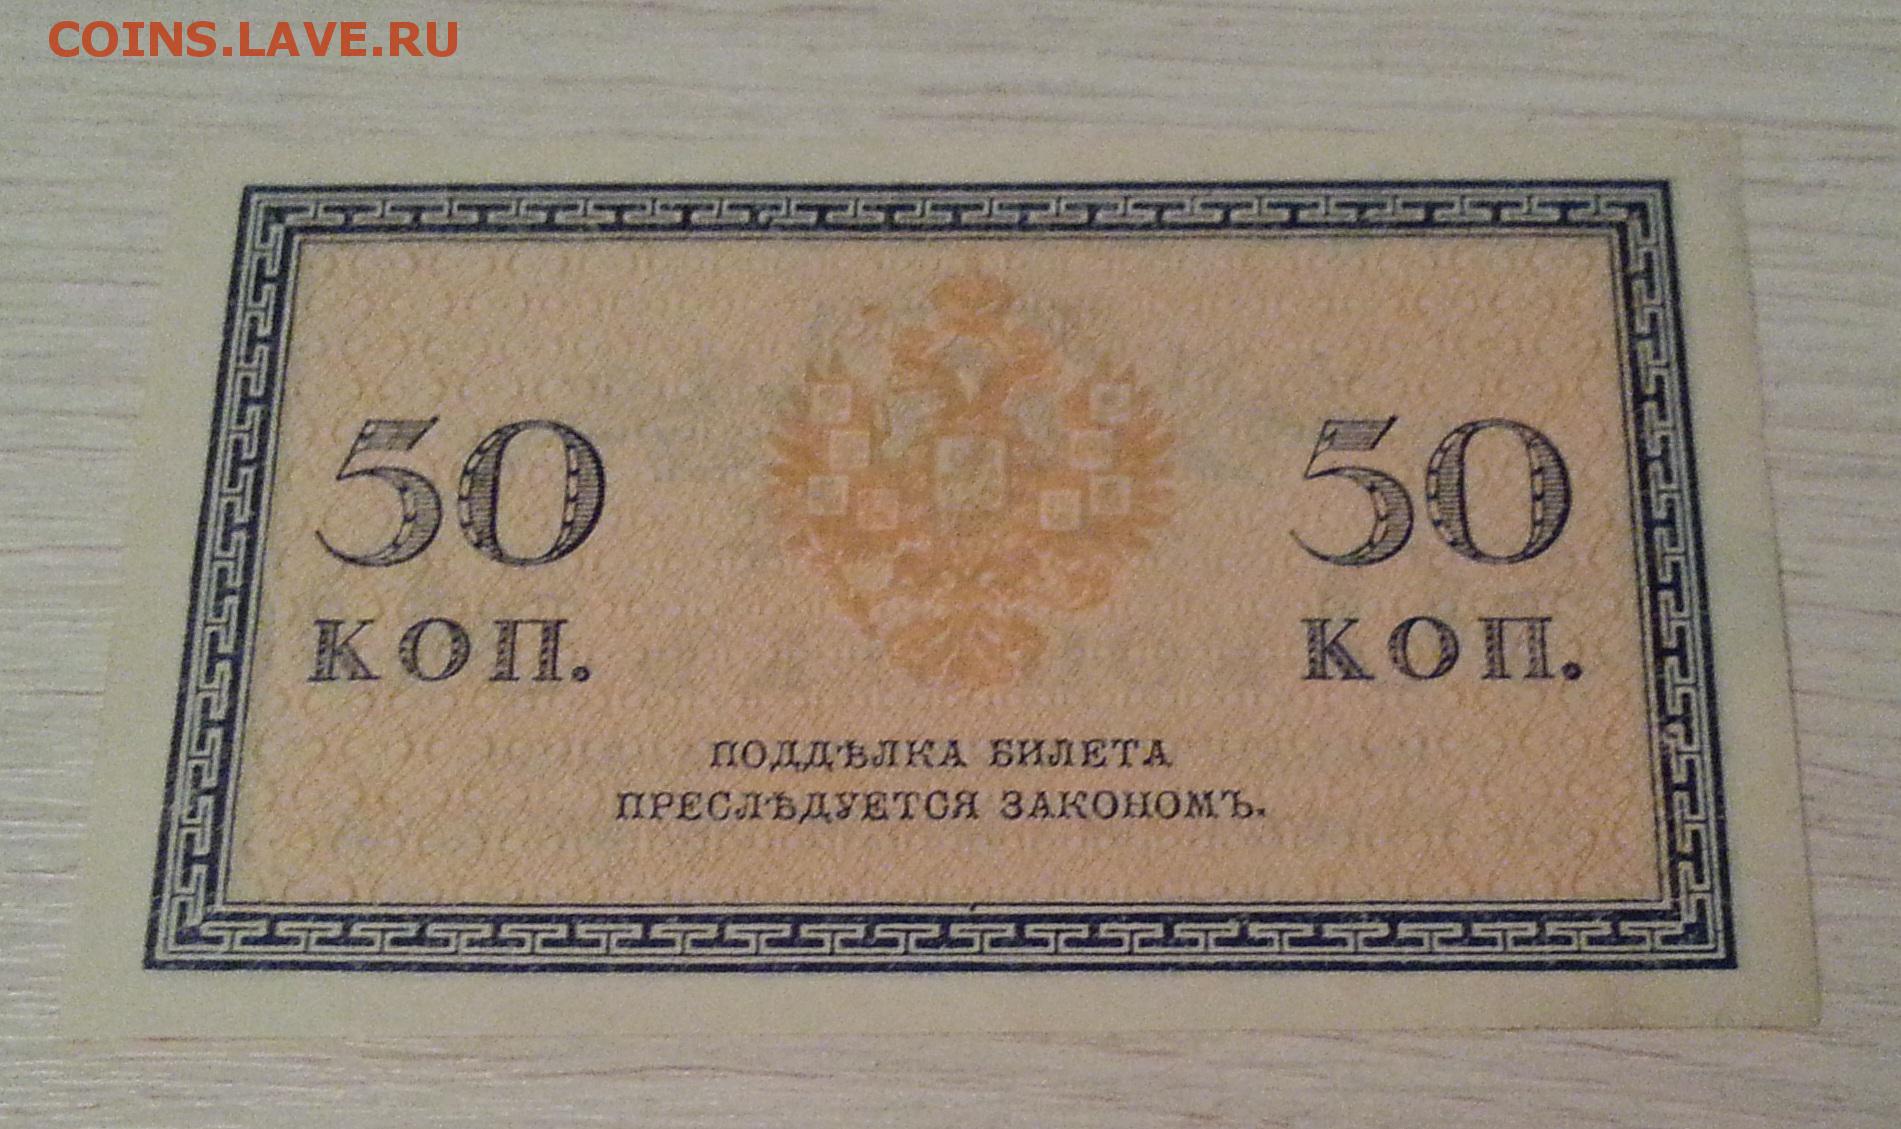 COINS.LAVE.RU
50 50
КОП. КОП.
ПОДДѢЛКА БИЛЕТА
ПРЕСЛѢДУЕТСЯ ЗАКОНОМЪ.